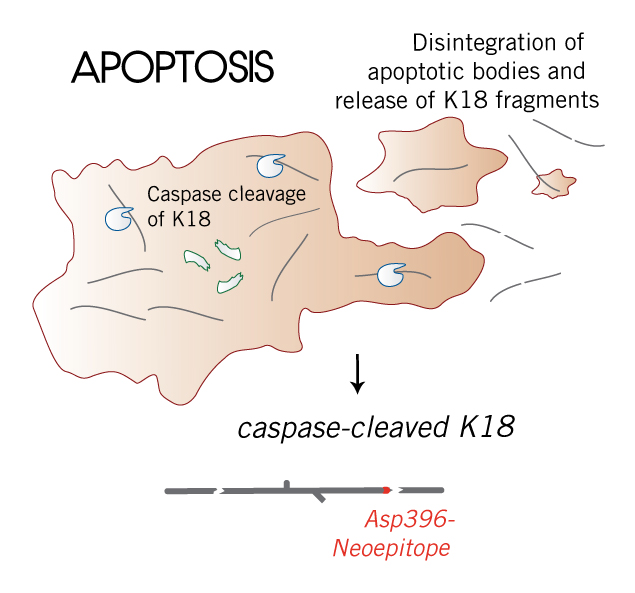 APOPTOSIS
Disintegration of
apoptotic bodies and
release of K18 fragments
Caspase cleavage
of K18
caspase-cleaved K18
Asp396-
Neoepitope